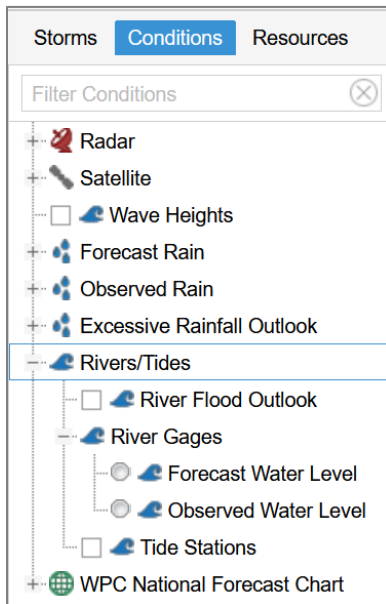 Storms Conditions Resources
Filter Conditions
Radar
Satellite
Wave Heights
Forecast Rain
Observed Rain
Excessive Rainfall Outlook
Rivers/Tides
River Flood Outlook
River Gages
Forecast Water Level
Observed Water Level
Tide Stations
WPC National Forecast Chart